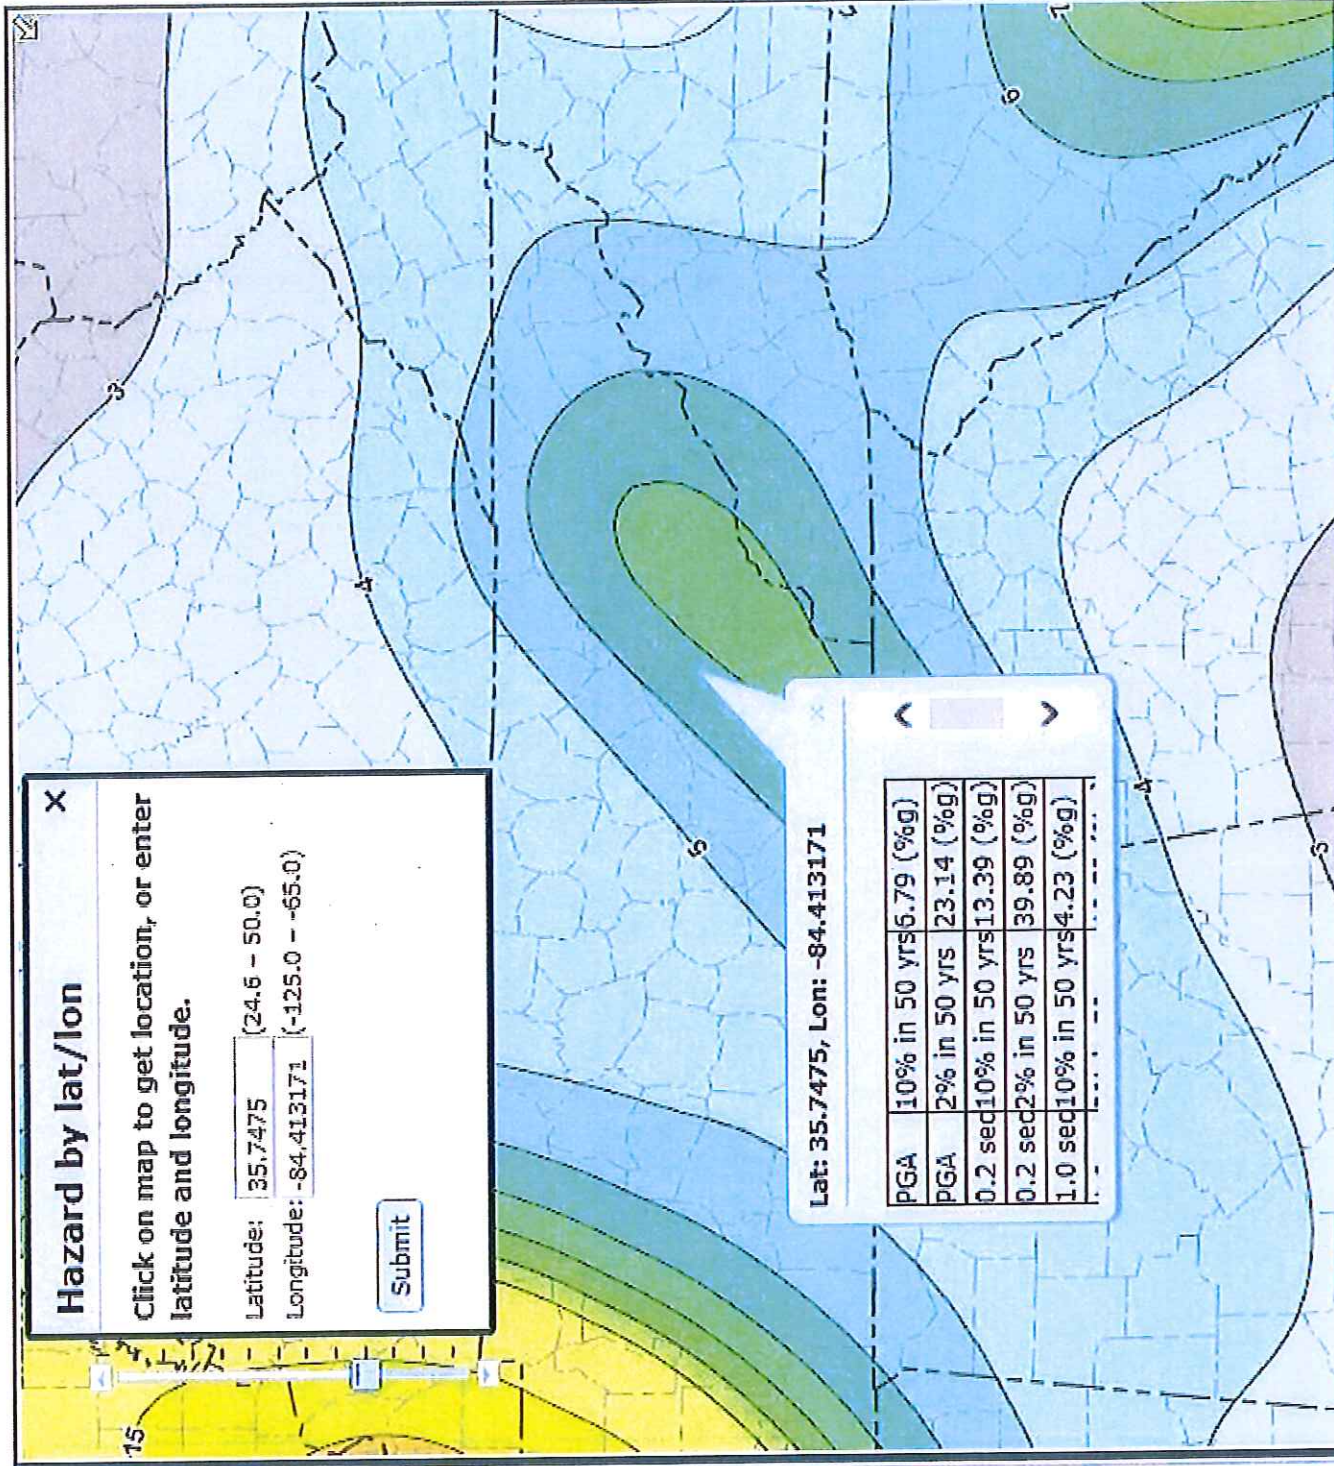 Hazard by lat/lon
×
Click on map to get location, or enter
latitude and longitude.
Latitude: 35.7475 (24.6 – 50.0)
Longitude: -84.413171 (-125.0 – -65.0)
Submit
Lat: 35.7475, Lon: -84.413171
×
PGA 10% in 50 yrs 6.79 (%g)
PGA 2% in 50 yrs 23.14 (%g)
0.2 sec 10% in 50 yrs 13.39 (%g)
0.2 sec 2% in 50 yrs 39.89 (%g)
1.0 sec 10% in 50 yrs 4.23 (%g)
15
3
4
5
6
7
4
3